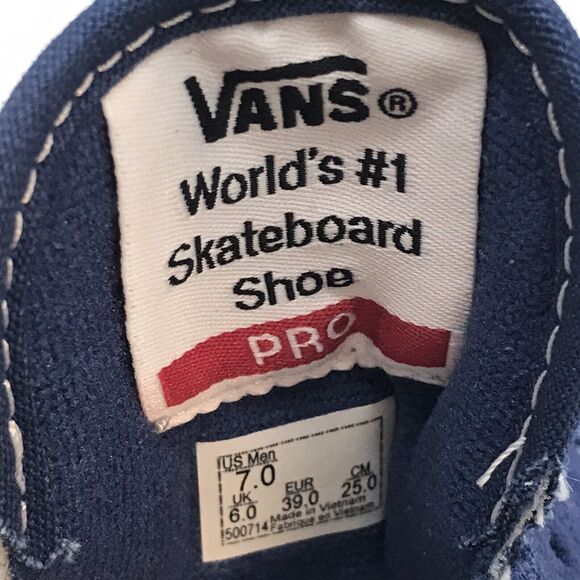 VANS®
World's #1
Skateboard
Shoe
PRO
US Men
7.0
UK EUR CM
6.0 39.0 25.0
500714 Made in Vietnam
Fabriqué en Vietnam